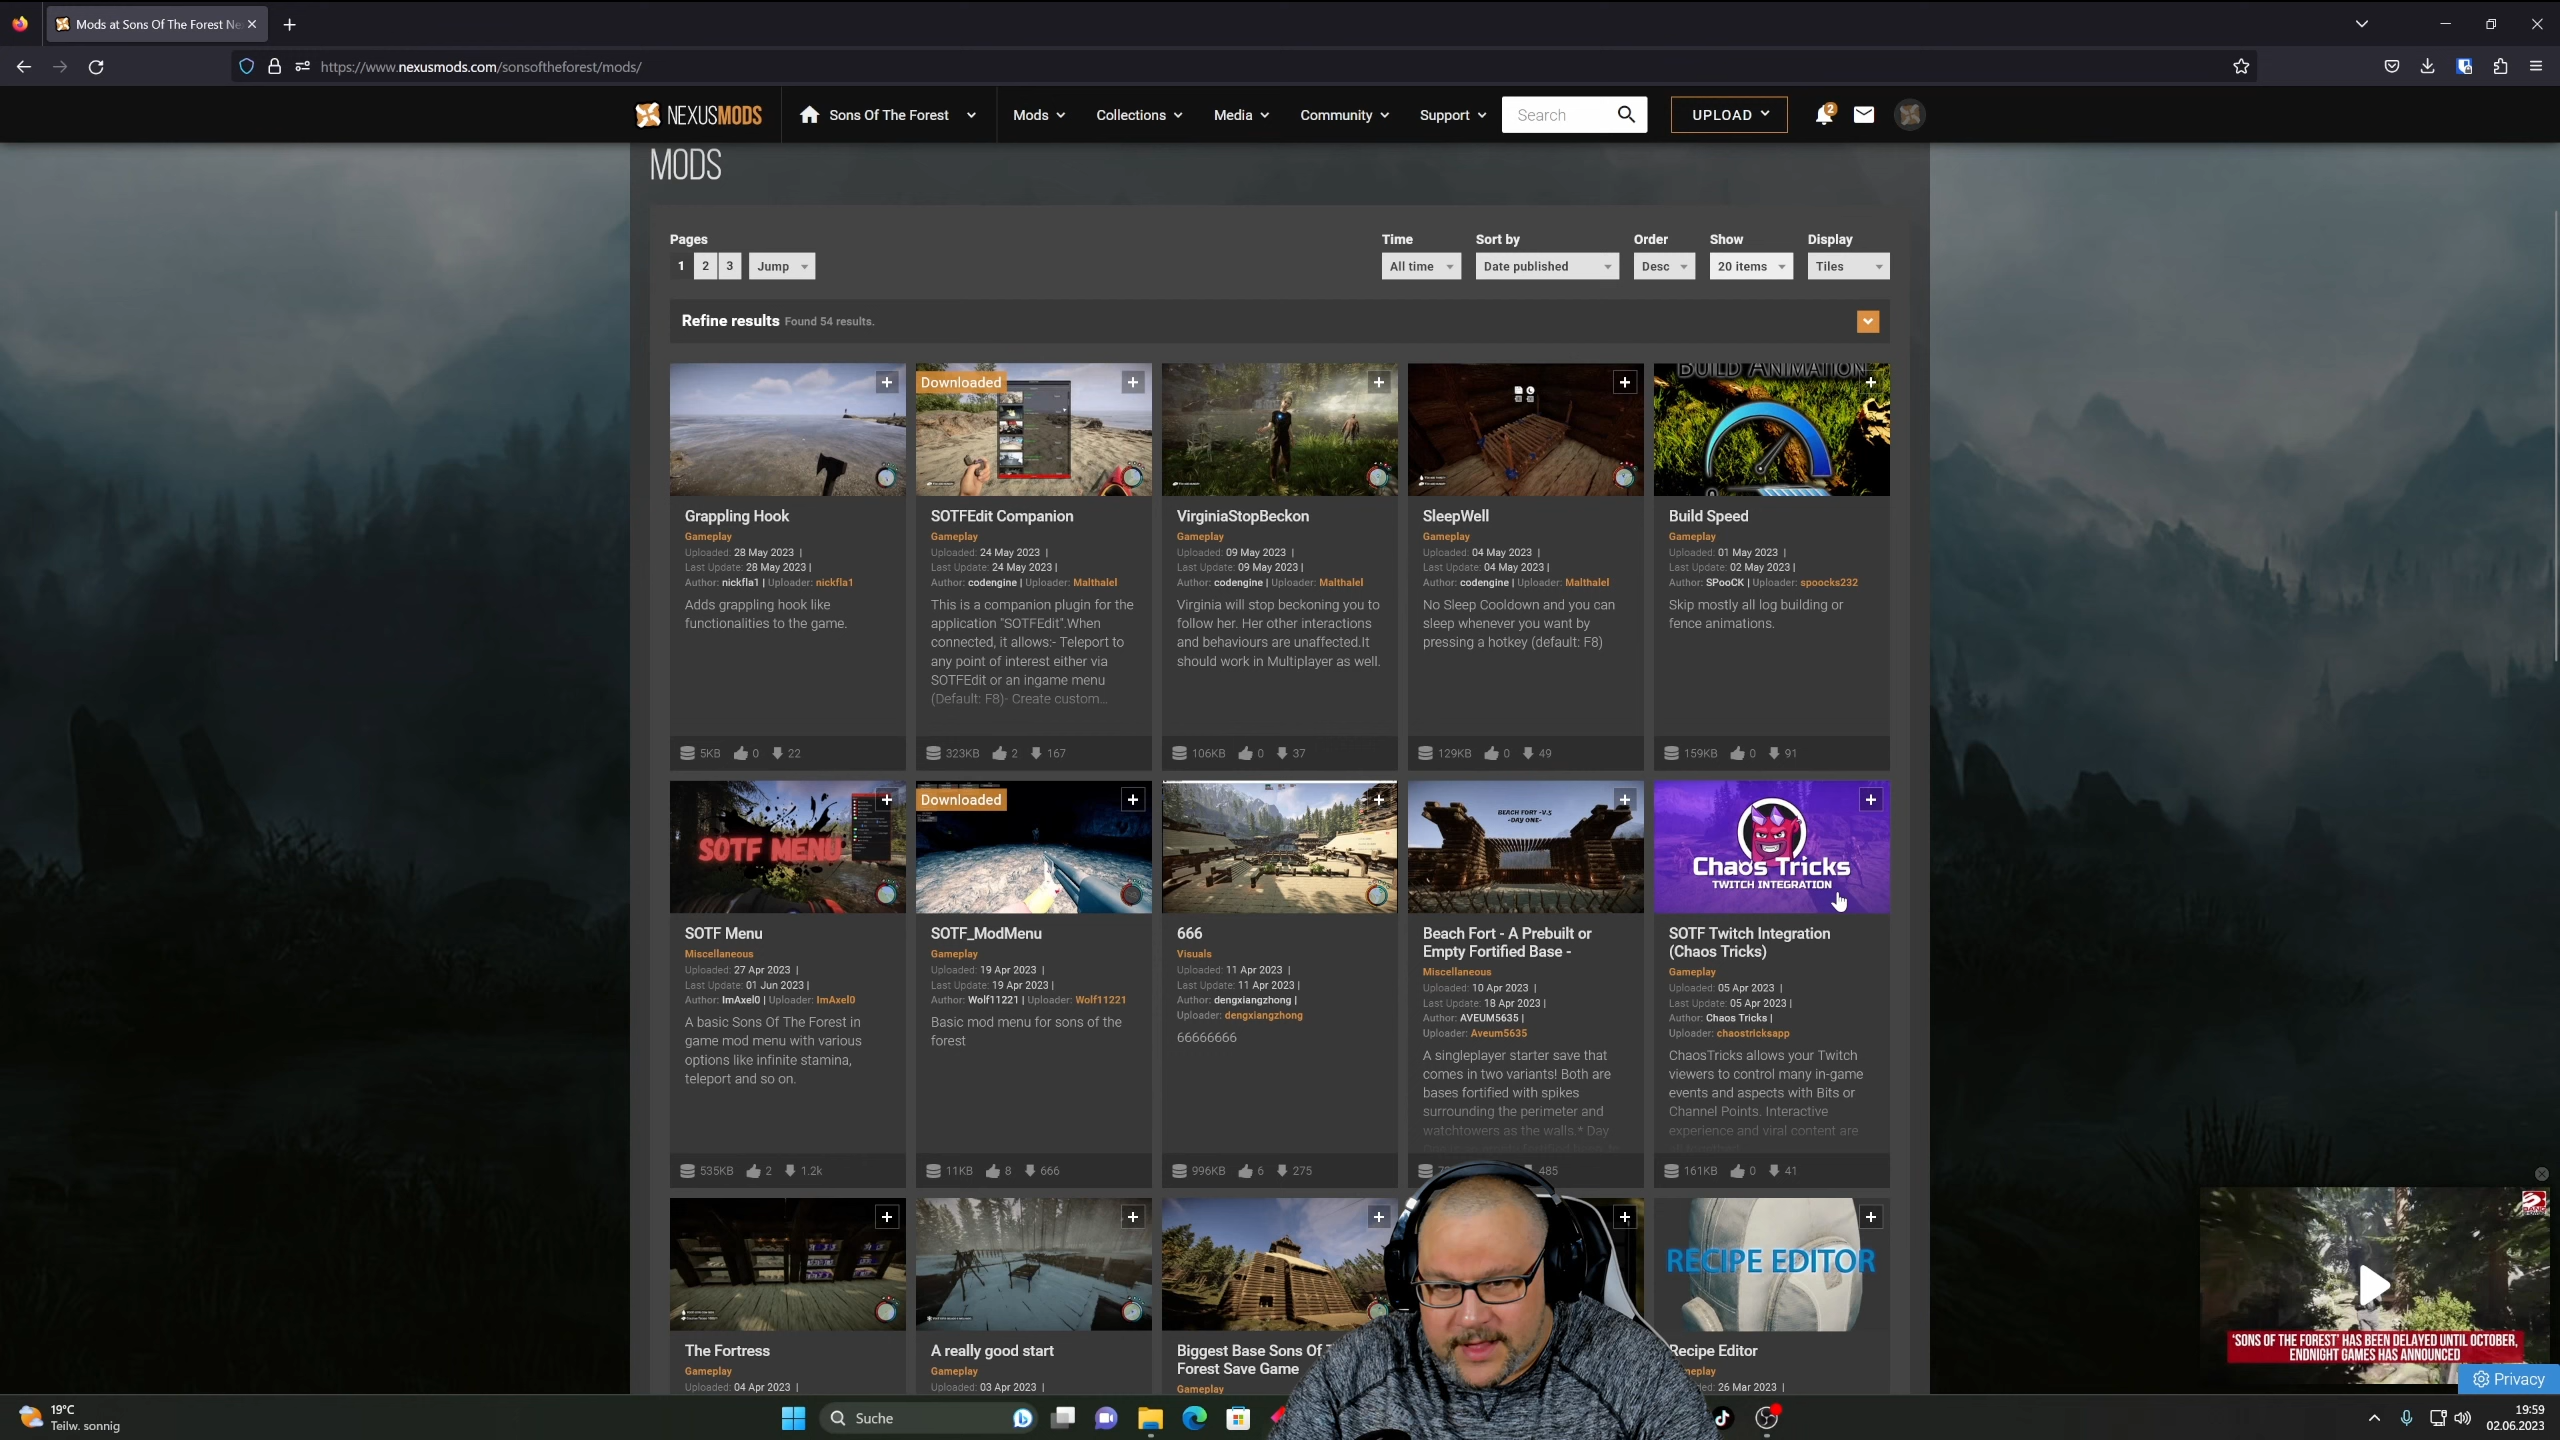 Mods at Sons Of The Forest Ne
https://www.nexusmods.com/sonsoftheforest/mods/
NEXUSMODS
Sons Of The Forest
Mods
Collections
Media
Community
Support
Search
UPLOAD
2
MODS
Pages
Time
Sort by
Order
Show
Display
1
2
3
Jump
All time
Date published
Desc
20 items
Tiles
Refine results Found 54 results.
Grappling Hook
Gameplay
Uploaded: 28 May 2023 |
Last Update: 28 May 2023 |
Author: nickfla1 | Uploader: nickfla1
Adds grappling hook like
functionalities to the game.
5KB 0 22
Downloaded
SOTFEdit Companion
Gameplay
Uploaded: 24 May 2023 |
Last Update: 24 May 2023 |
Author: codengine | Uploader: Malthalel
This is a companion plugin for the
application "SOTFEdit".When
connected, it allows:- Teleport to
any point of interest either via
SOTFEdit or an ingame menu
(Default: F8)- Create custom...
323KB 2 167
VirginiaStopBeckon
Gameplay
Uploaded: 09 May 2023 |
Last Update: 09 May 2023 |
Author: codengine | Uploader: Malthalel
Virginia will stop beckoning you to
follow her. Her other interactions
and behaviours are unaffected.It
should work in Multiplayer as well.
106KB 0 37
SleepWell
Gameplay
Uploaded: 04 May 2023 |
Last Update: 04 May 2023 |
Author: codengine | Uploader: Malthalel
No Sleep Cooldown and you can
sleep whenever you want by
pressing a hotkey (default: F8)
129KB 0 49
BUILD ANIMATION
Build Speed
Gameplay
Uploaded: 01 May 2023 |
Last Update: 02 May 2023 |
Author: SPooCK | Uploader: spoocks232
Skip mostly all log building or
fence animations.
159KB 0 91
SOTF MENU
SOTF Menu
Miscellaneous
Uploaded: 27 Apr 2023 |
Last Update: 01 Jun 2023 |
Author: ImAxel0 | Uploader: ImAxel0
A basic Sons Of The Forest in
game mod menu with various
options like infinite stamina,
teleport and so on.
535KB 2 1.2k
Downloaded
SOTF_ModMenu
Gameplay
Uploaded: 19 Apr 2023 |
Last Update: 19 Apr 2023 |
Author: Wolf11221 | Uploader: Wolf11221
Basic mod menu for sons of the
forest
11KB 8 666
666
Visuals
Uploaded: 11 Apr 2023 |
Last Update: 11 Apr 2023 |
Author: dengxiangzhong |
Uploader: dengxiangzhong
66666666
996KB 6 275
BEACH FORT -V.5
-DAY ONE-
Beach Fort - A Prebuilt or
Empty Fortified Base -
Miscellaneous
Uploaded: 10 Apr 2023 |
Last Update: 18 Apr 2023 |
Author: AVEUM5635 |
Uploader: Aveum5635
A singleplayer starter save that
comes in two variants! Both are
bases fortified with spikes
surrounding the perimeter and
watchtowers as the walls.* Day
485
Chaos Tricks
TWITCH INTEGRATION
SOTF Twitch Integration
(Chaos Tricks)
Gameplay
Uploaded: 05 Apr 2023 |
Last Update: 05 Apr 2023 |
Author: Chaos Tricks |
Uploader: chaostricksapp
ChaosTricks allows your Twitch
viewers to control many in-game
events and aspects with Bits or
Channel Points. Interactive
experience and viral content are
161KB 0 41
The Fortress
Gameplay
Uploaded: 04 Apr 2023 |
A really good start
Gameplay
Uploaded: 03 Apr 2023 |
Biggest Base Sons Of
Forest Save Game
Gameplay
RECIPE EDITOR
Recipe Editor
26 Mar 2023 |
'SONS OF THE FOREST' HAS BEEN DELAYED UNTIL OCTOBER,
ENDNIGHT GAMES HAS ANNOUNCED
Privacy
19°C
Teilw. sonnig
Suche
19:59
02.06.2023